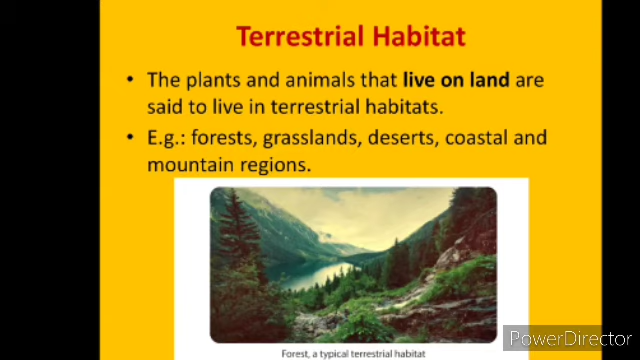 Terrestrial Habitat
• The plants and animals that live on land are
said to live in terrestrial habitats.
• E.g.: forests, grasslands, deserts, coastal and
mountain regions.
Forest, a typical terrestrial habitat
PowerDirector